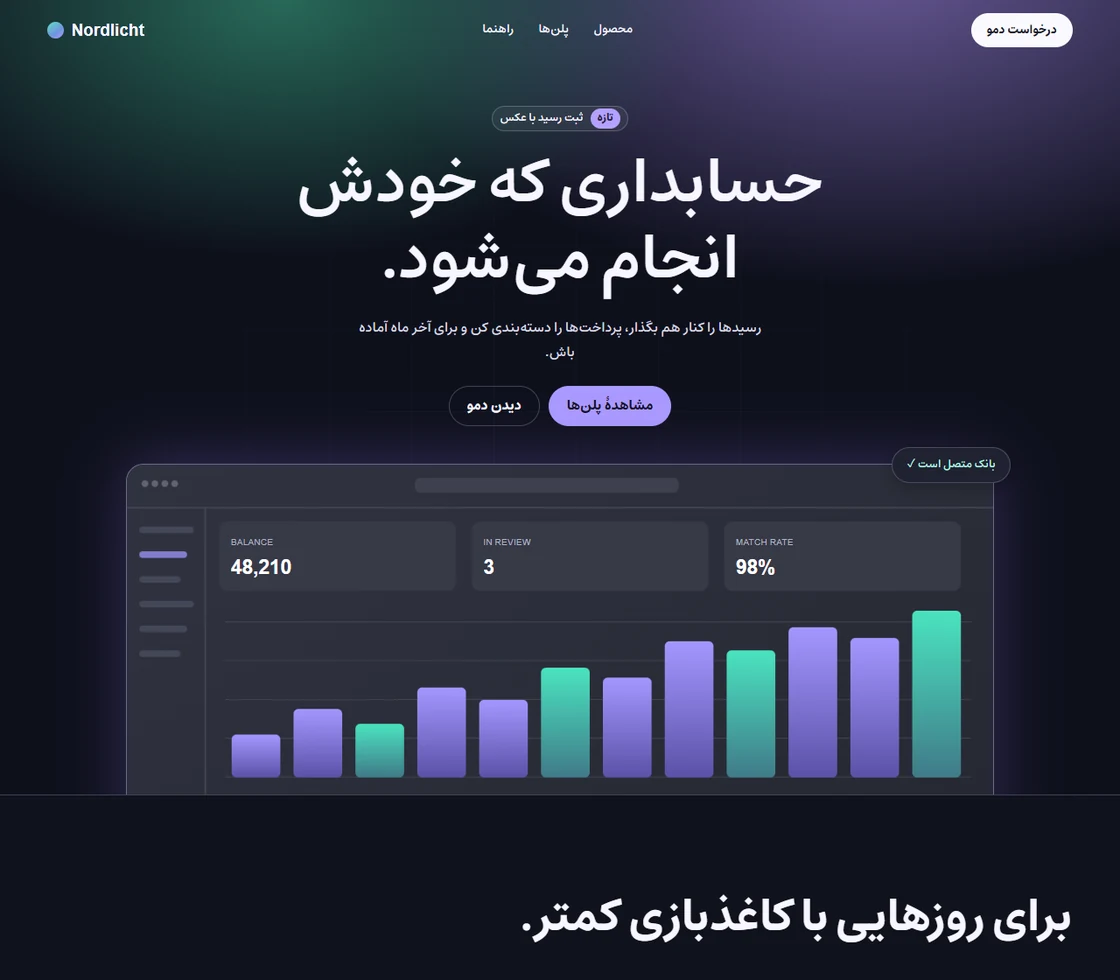 Nordlicht
محصول
پلن‌ها
راهنما
درخواست دمو
تازه ثبت رسید با عکس
حسابداری که خودش
انجام می‌شود.
رسیدها را کنار هم بگذار، پرداخت‌ها را دسته‌بندی کن و برای آخر ماه آماده
باش.
مشاهدهٔ پلن‌ها
دیدن دمو
بانک متصل است ✓
BALANCE
48,210
IN REVIEW
3
MATCH RATE
98%
برای روزهایی با کاغذبازی کمتر.